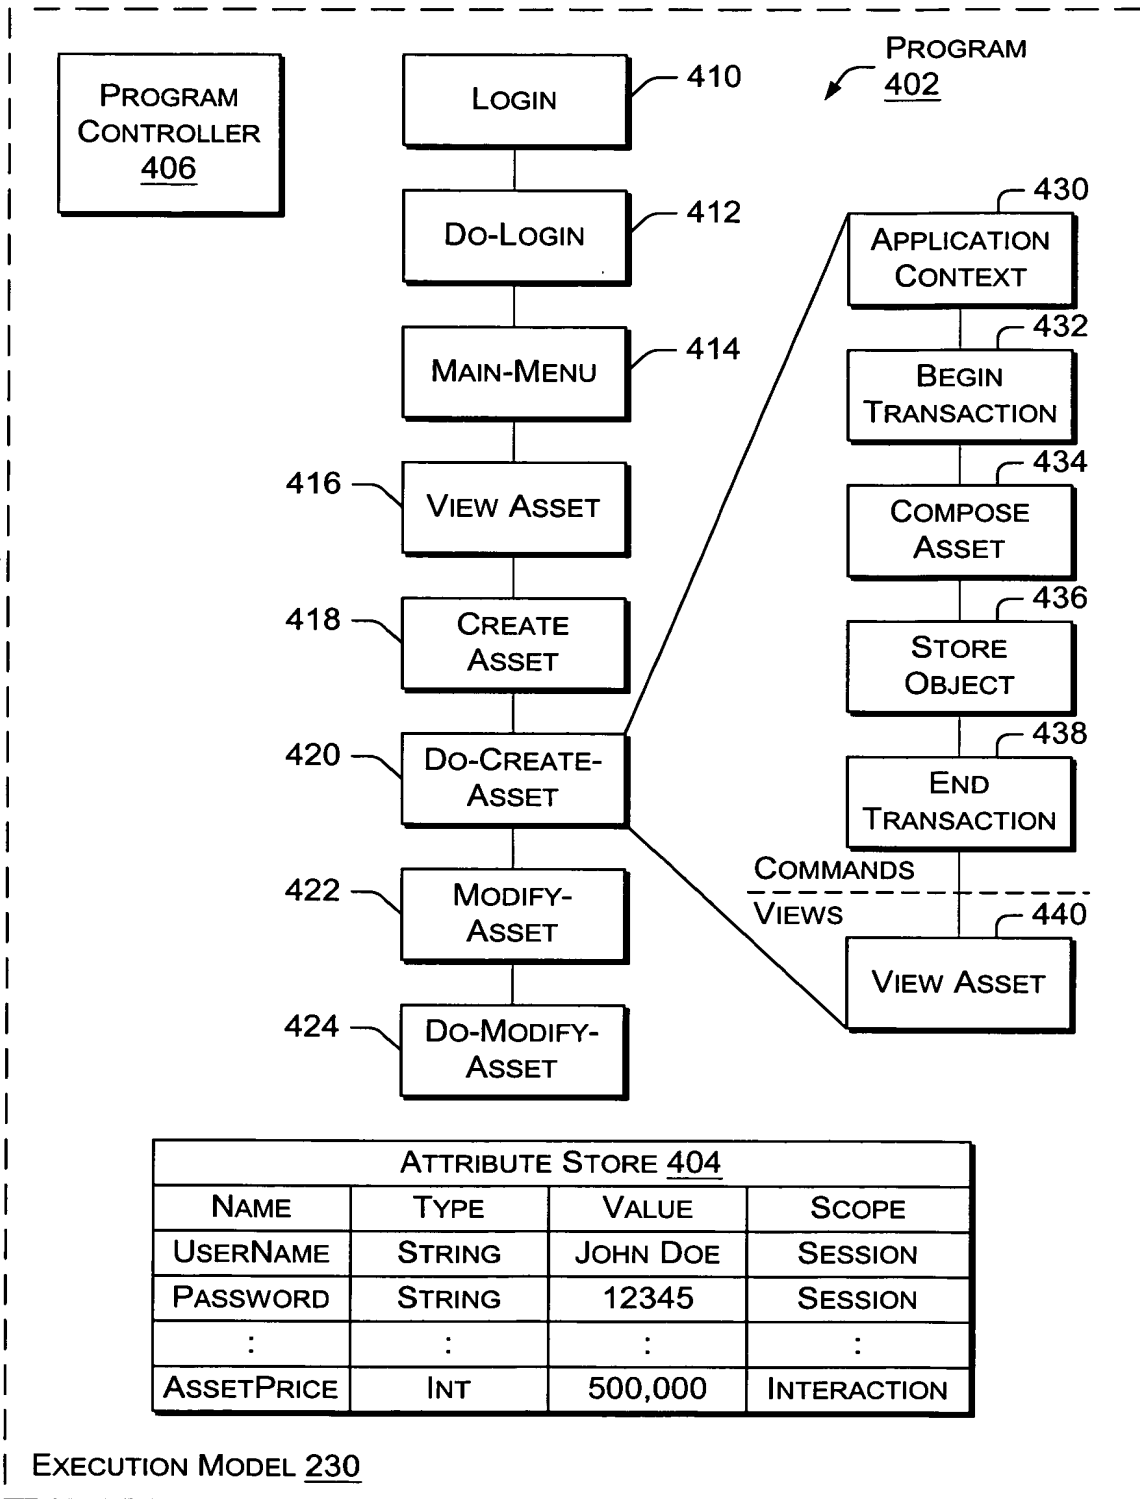 PROGRAM
CONTROLLER
406
LOGIN
410
PROGRAM
402
DO-LOGIN
412
MAIN-MENU
414
416
VIEW ASSET
418
CREATE
ASSET
420
DO-CREATE-
ASSET
422
MODIFY-
ASSET
424
DO-MODIFY-
ASSET
430
APPLICATION
CONTEXT
432
BEGIN
TRANSACTION
434
COMPOSE
ASSET
436
STORE
OBJECT
438
END
TRANSACTION
COMMANDS
VIEWS
440
VIEW ASSET
ATTRIBUTE STORE 404
NAME TYPE VALUE SCOPE
USERNAME STRING JOHN DOE SESSION
PASSWORD STRING 12345 SESSION
: : : :
ASSETPRICE INT 500,000 INTERACTION
EXECUTION MODEL 230